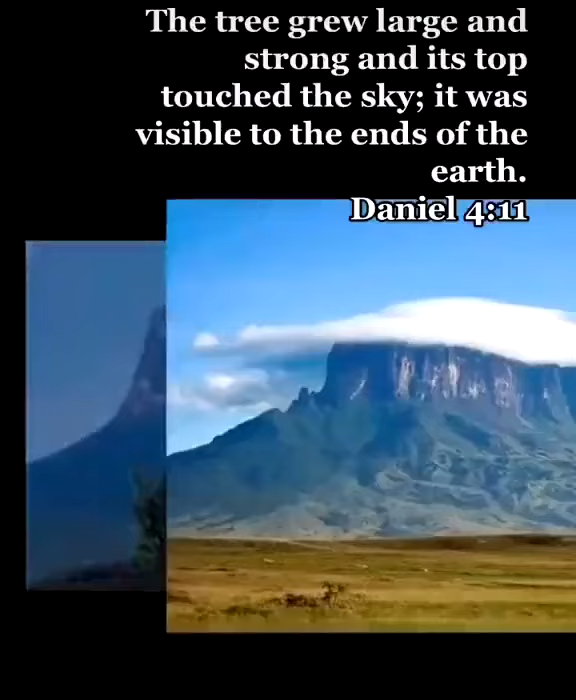 The tree grew large and
strong and its top
touched the sky; it was
visible to the ends of the
earth.
Daniel 4:11